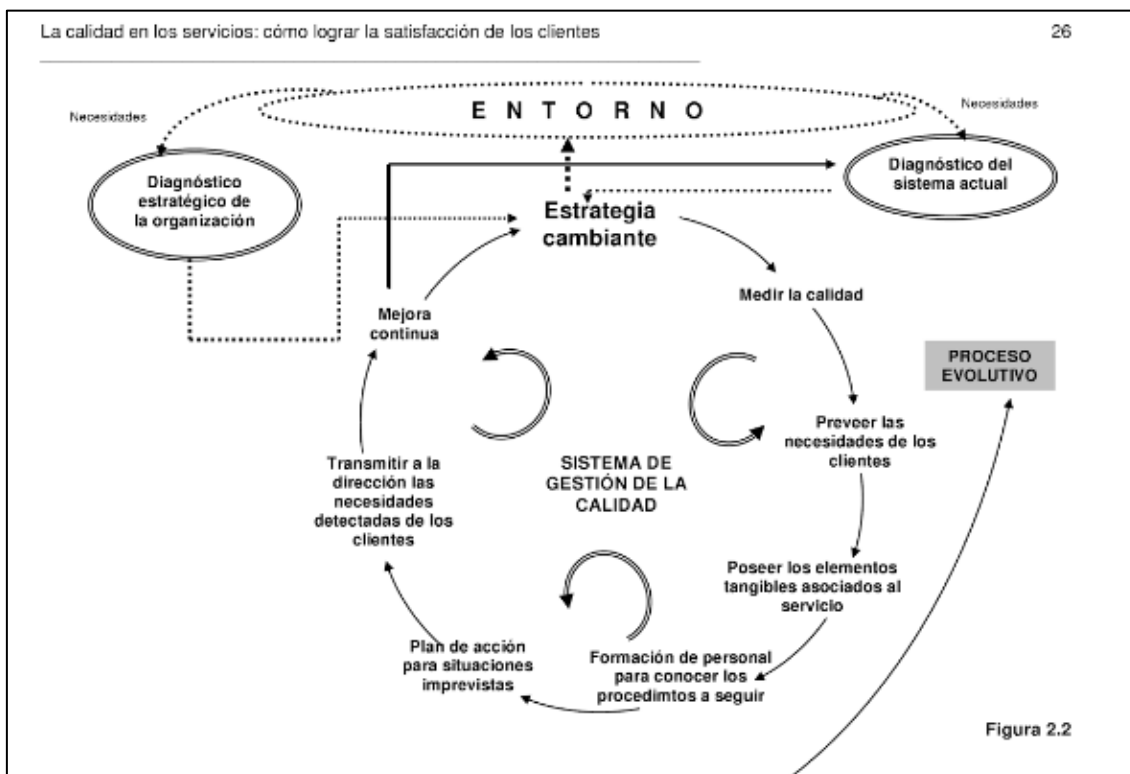 La calidad en los servicios: cómo lograr la satisfacción de los clientes
26
E N T O R N O
Necesidades
Necesidades
Diagnóstico
estratégico de
la organización
Diagnóstico del
sistema actual
Estrategia
cambiante
Medir la calidad
Mejora
continua
PROCESO
EVOLUTIVO
Preveer las
necesidades de los
clientes
Transmitir a la
dirección las
necesidades
detectadas de los
clientes
SISTEMA DE
GESTIÓN DE LA
CALIDAD
Poseer los elementos
tangibles asociados al
servicio
Plan de acción
para situaciones
imprevistas
Formación de personal
para conocer los
procedimtos a seguir
Figura 2.2